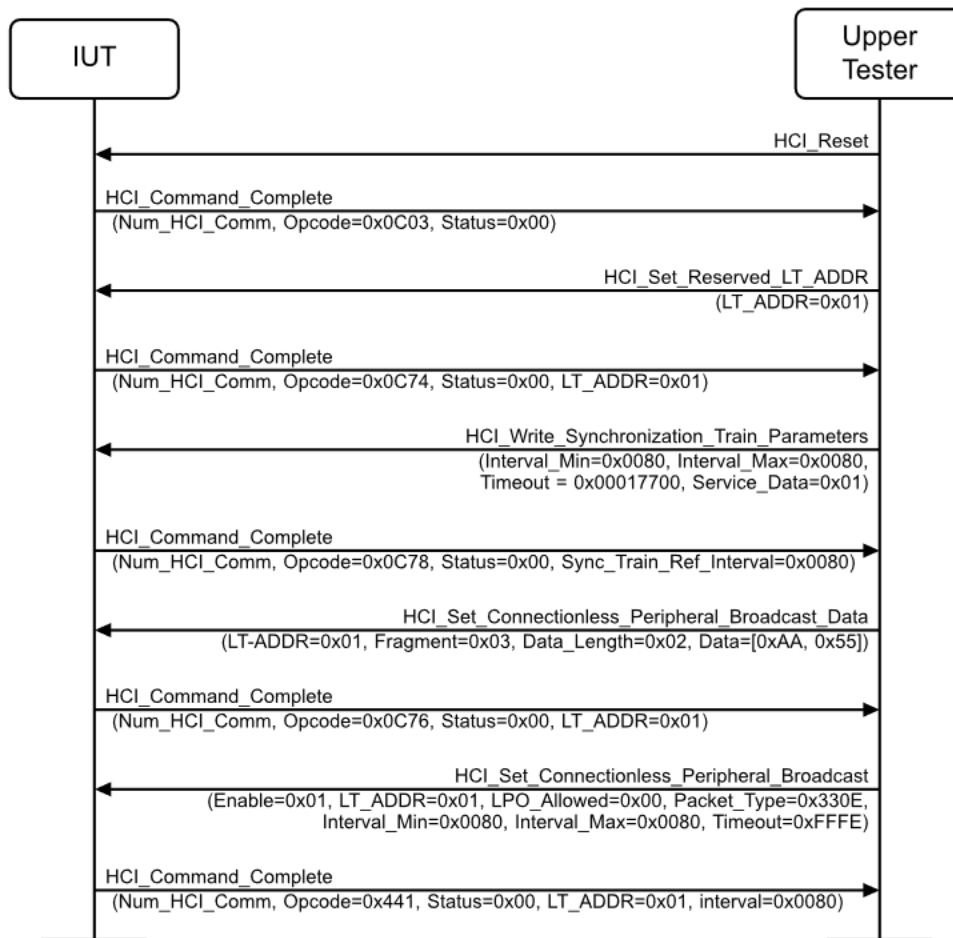 IUT
Upper
Tester
HCI_Reset
HCI_Command_Complete
(Num_HCI_Comm, Opcode=0x0C03, Status=0x00)
HCI_Set_Reserved_LT_ADDR
(LT_ADDR=0x01)
HCI_Command_Complete
(Num_HCI_Comm, Opcode=0x0C74, Status=0x00, LT_ADDR=0x01)
HCI_Write_Synchronization_Train_Parameters
(Interval_Min=0x0080, Interval_Max=0x0080,
Timeout = 0x00017700, Service_Data=0x01)
HCI_Command_Complete
(Num_HCI_Comm, Opcode=0x0C78, Status=0x00, Sync_Train_Ref_Interval=0x0080)
HCI_Set_Connectionless_Peripheral_Broadcast_Data
(LT-ADDR=0x01, Fragment=0x03, Data_Length=0x02, Data=[0xAA, 0x55])
HCI_Command_Complete
(Num_HCI_Comm, Opcode=0x0C76, Status=0x00, LT_ADDR=0x01)
HCI_Set_Connectionless_Peripheral_Broadcast
(Enable=0x01, LT_ADDR=0x01, LPO_Allowed=0x00, Packet_Type=0x330E,
Interval_Min=0x0080, Interval_Max=0x0080, Timeout=0xFFFE)
HCI_Command_Complete
(Num_HCI_Comm, Opcode=0x441, Status=0x00, LT_ADDR=0x01, interval=0x0080)